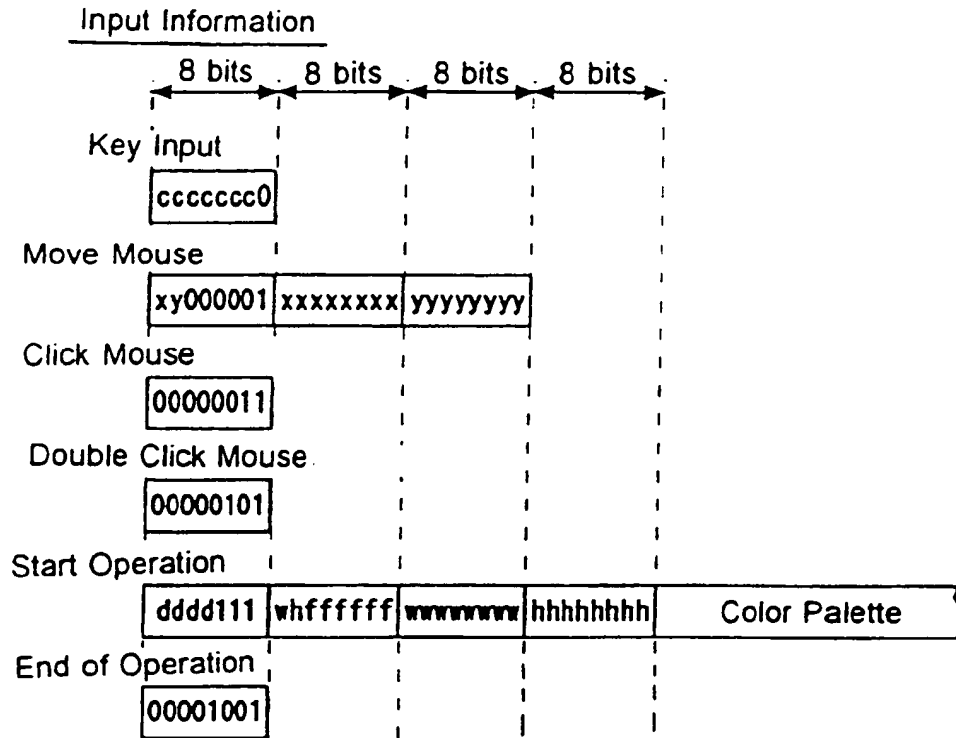 Input Information
8 bits 8 bits 8 bits 8 bits
Key Input
ccccccc0
Move Mouse
xy000001 xxxxxxxx yyyyyyyy
Click Mouse
00000011
Double Click Mouse
00000101
Start Operation
dddd111 whffffff wwwwwwww hhhhhhhh Color Palette
End of Operation
00001001